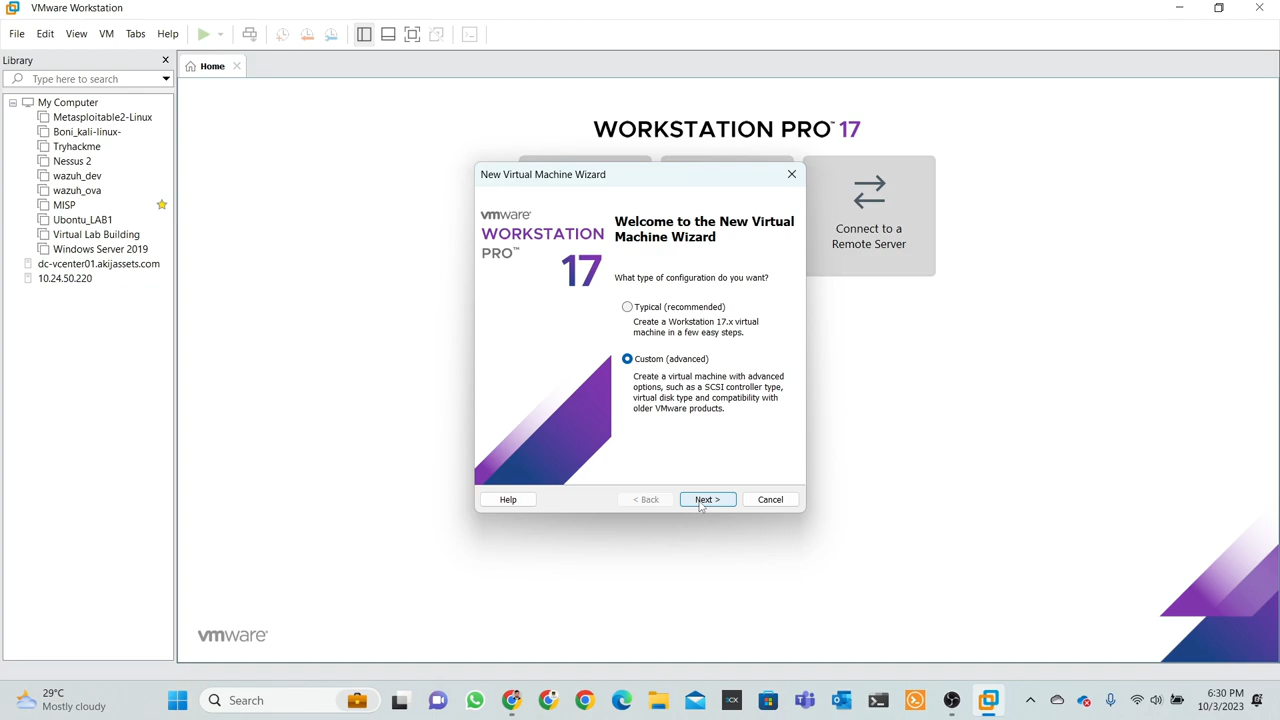 VMware Workstation
File Edit View VM Tabs Help
Library
Type here to search
My Computer
Metasploitable2-Linux
Boni_kali-linux-
Tryhackme
Nessus 2
wazuh_dev
wazuh_ova
MISP
Ubontu_LAB1
Virtual Lab Building
Windows Server 2019
dc-vcenter01.akijassets.com
10.24.50.220
Home
WORKSTATION PRO™ 17
Connect to a
Remote Server
New Virtual Machine Wizard
vmware®
WORKSTATION
PRO™
17
Welcome to the New Virtual
Machine Wizard
What type of configuration do you want?
Typical (recommended)
Create a Workstation 17.x virtual
machine in a few easy steps.
Custom (advanced)
Create a virtual machine with advanced
options, such as a SCSI controller type,
virtual disk type and compatibility with
older VMware products.
Help
< Back
Next >
Cancel
vmware®
29°C
Mostly cloudy
Search
6:30 PM
10/3/2023